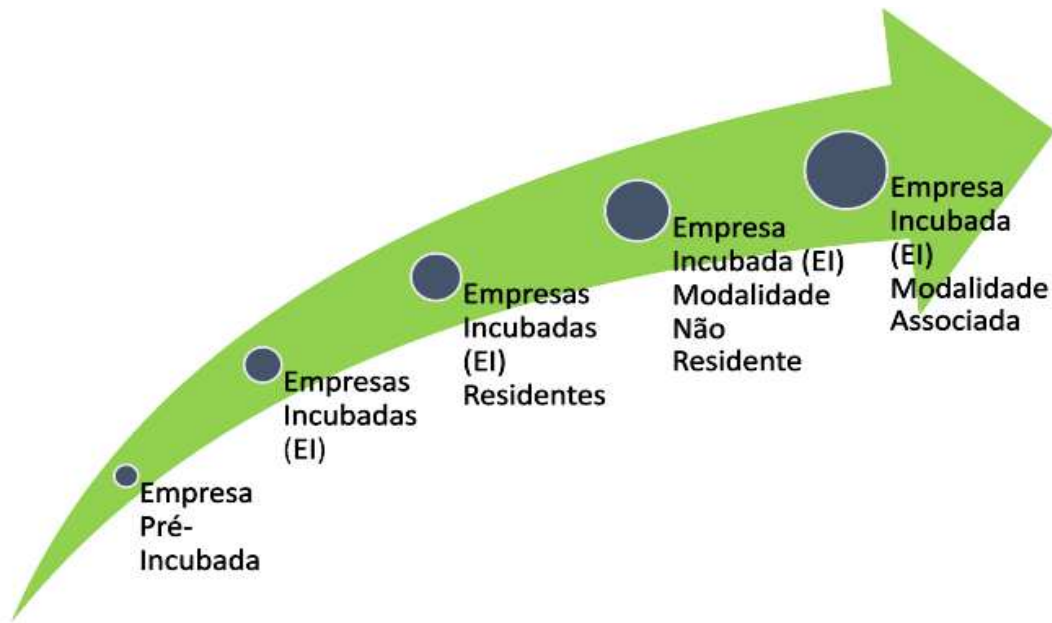 Empresa
Pré-
Incubada
Empresas
Incubadas
(EI)
Empresas
Incubadas
(EI)
Residentes
Empresa
Incubada (EI)
Modalidade
Não
Residente
Empresa
Incubada
(EI)
Modalidade
Associada